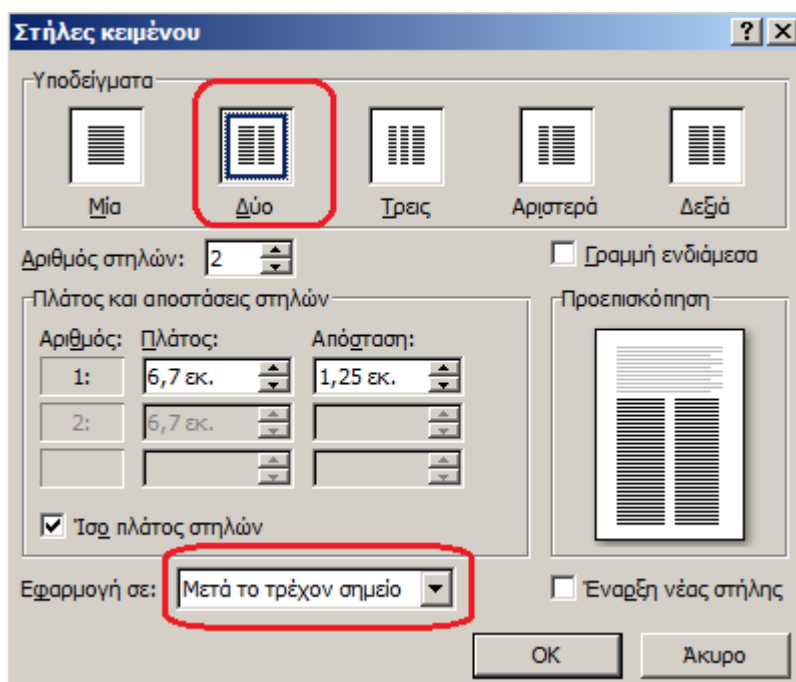 Στήλες κειμένου
Υποδείγματα
Μία Δύο Τρεις Αριστερά Δεξιά
Αριθμός στηλών: 2 Γραμμή ενδιάμεσα
Πλάτος και αποστάσεις στηλών Προεπισκόπηση
Αριθμός: Πλάτος: Απόσταση:
1: 6,7 εκ. 1,25 εκ.
2: 6,7 εκ.
Ίσο πλάτος στηλών
Εφαρμογή σε: Μετά το τρέχον σημείο Έναρξη νέας στήλης
OK Άκυρο